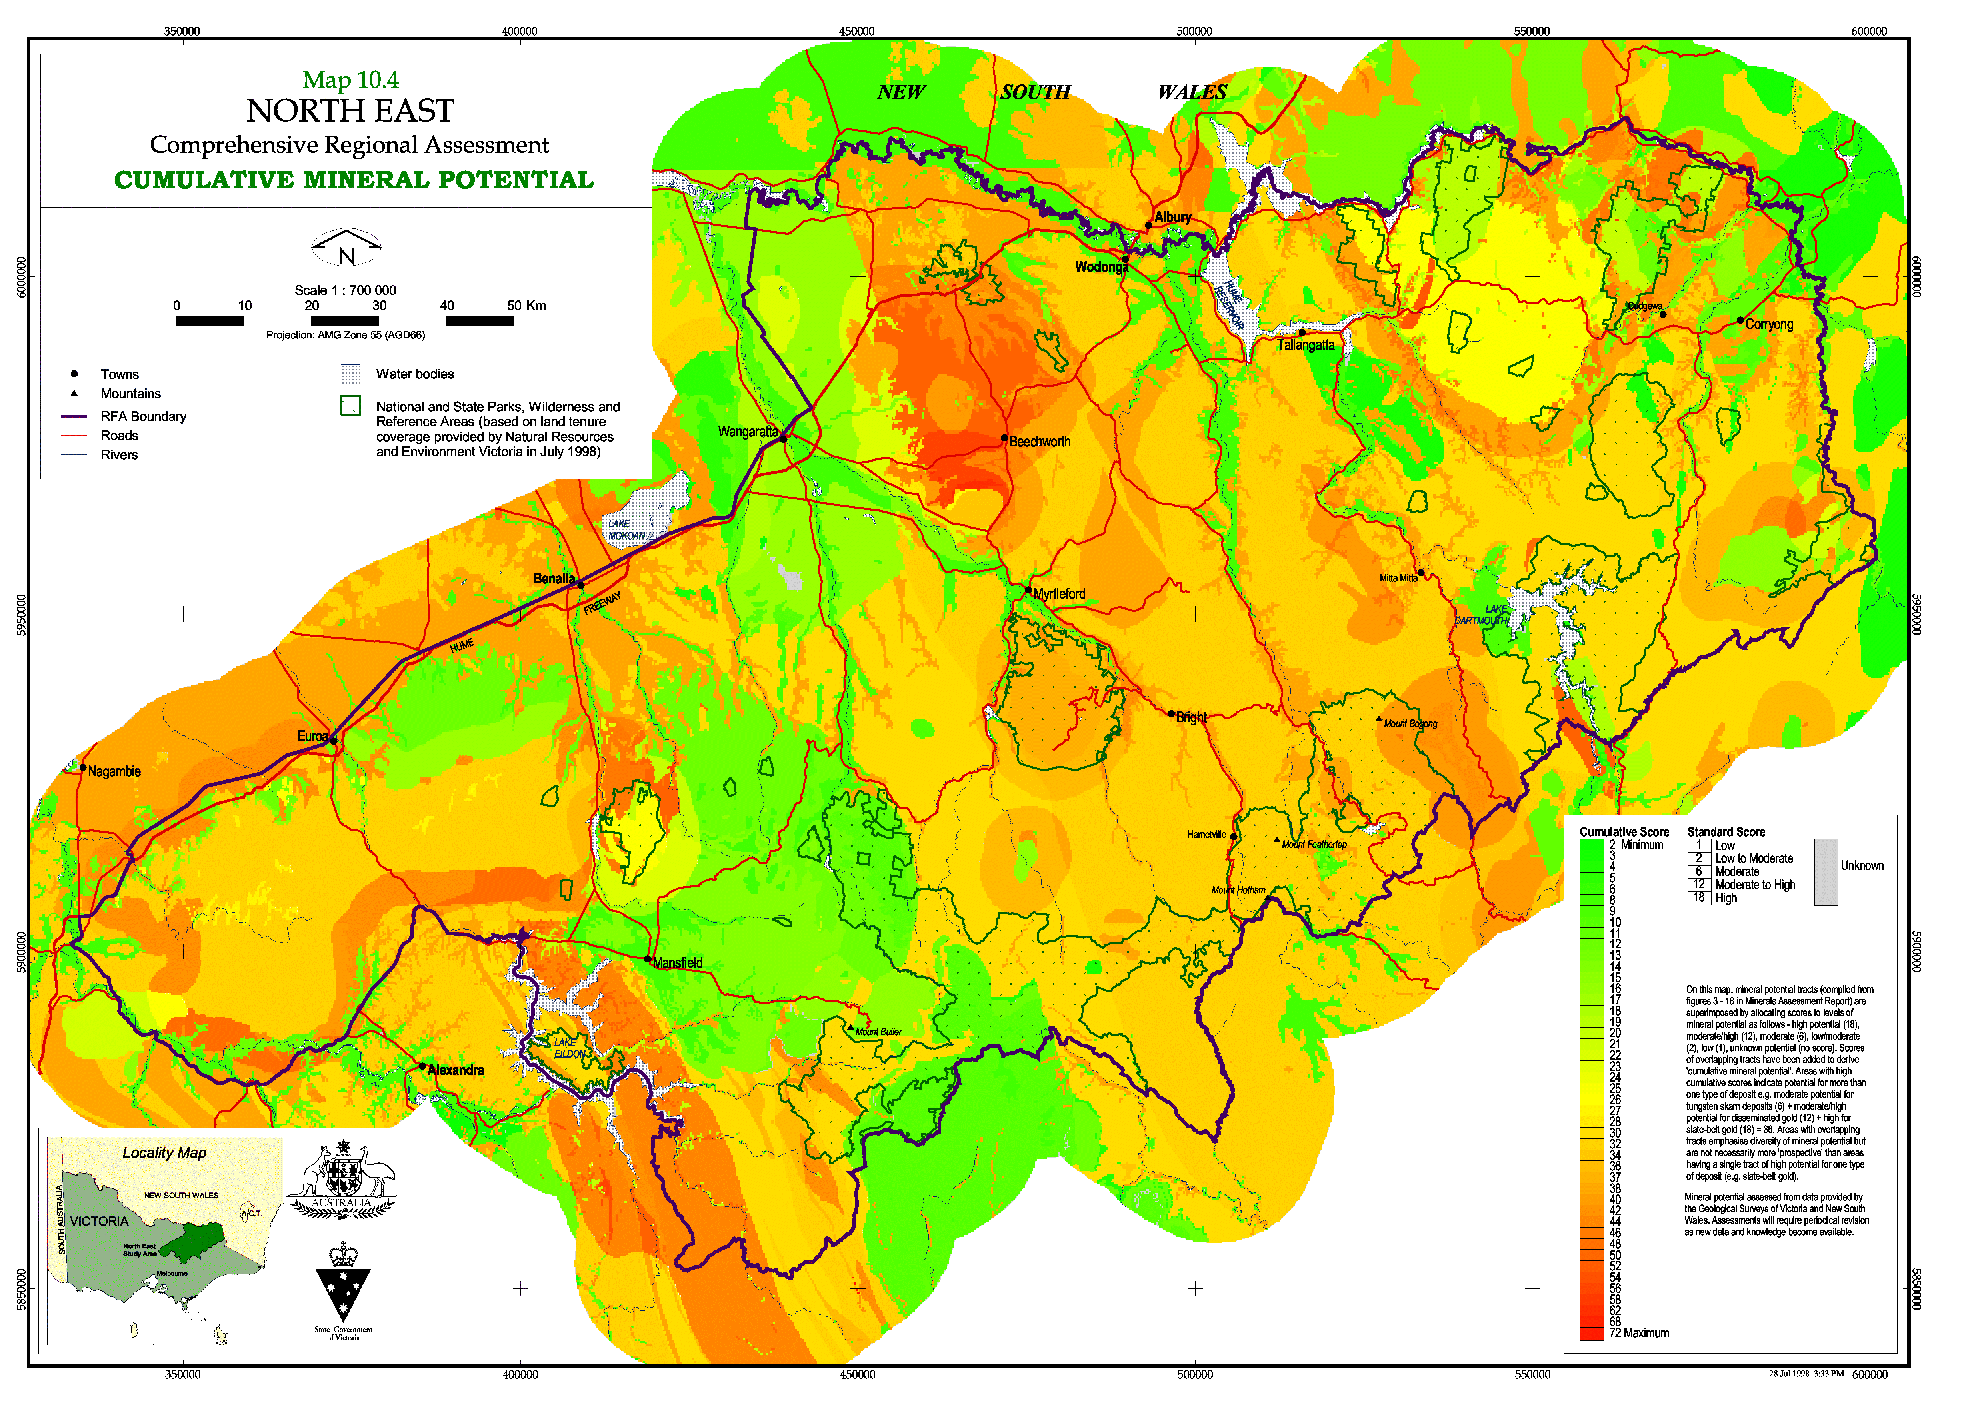 350000
400000
450000
500000
550000
600000
Map 10.4
NORTH EAST
Comprehensive Regional Assessment
CUMULATIVE MINERAL POTENTIAL
N
Scale 1 : 700 000
0 10 20 30 40 50 Km
Projection: AMG Zone 55 (AGD66)
Towns
Mountains
RFA Boundary
Roads
Rivers
Water bodies
National and State Parks, Wilderness and
Reference Areas (based on land tenure
coverage provided by Natural Resources
and Environment Victoria in July 1998)
NEW SOUTH WALES
Albury
Wodonga
HUME
RESERVOIR
Tallangatta
Corryong
Wangaratta
Beechworth
LAKE
MOKOAN
Benalla
FREEWAY
HUME
Myrtleford
Mitta Mitta
LAKE
DARTMOUTH
Euroa
Nagambie
Bright
Mount Bogong
Harrietville
Mount Feathertop
Mount Hotham
Mansfield
Mount Buller
LAKE
EILDON
Alexandra
6000000
5950000
5900000
5850000
6000000
5950000
5900000
5850000
Cumulative Score
2 Minimum
3
4
5
6
8
9
10
11
12
13
14
15
16
17
18
19
20
21
22
23
24
25
26
27
28
30
32
34
36
37
38
40
42
44
46
48
50
52
54
56
58
62
68
72 Maximum
Standard Score
1 Low
2 Low to Moderate
6 Moderate
12 Moderate to High
18 High
Unknown
On this map, mineral potential tracts (compiled from
figures 3 - 16 in Minerals Assessment Report) are
superimposed by allocating scores to levels of
mineral potential as follows - high potential (18),
moderate/high (12), moderate (6), low/moderate
(2), low (1), unknown potential (no score). Scores
of overlapping tracts have been added to derive
'cumulative mineral potential'. Areas with high
cumulative scores indicate potential for more than
one type of deposit e.g. moderate potential for
tungsten skarn deposits (6) + moderate/high
potential for disseminated gold (12) + high for
slate-belt gold (18) = 36. Areas with overlapping
tracts emphasise diversity of mineral potential but
are not necessarily more 'prospective' than areas
having a single tract of high potential for one type
of deposit (e.g. slate-belt gold).
Mineral potential assessed from data provided by
the Geological Surveys of Victoria and New South
Wales. Assessments will require periodical revision
as new data and knowledge become available.
Locality Map
NEW SOUTH WALES
SOUTH AUSTRALIA
VICTORIA
A.C.T.
North East
Study Area
Melbourne
AUSTRALIA
State Government
of Victoria
350000
400000
450000
500000
550000
28 Jul 1998 3:33 PM
600000